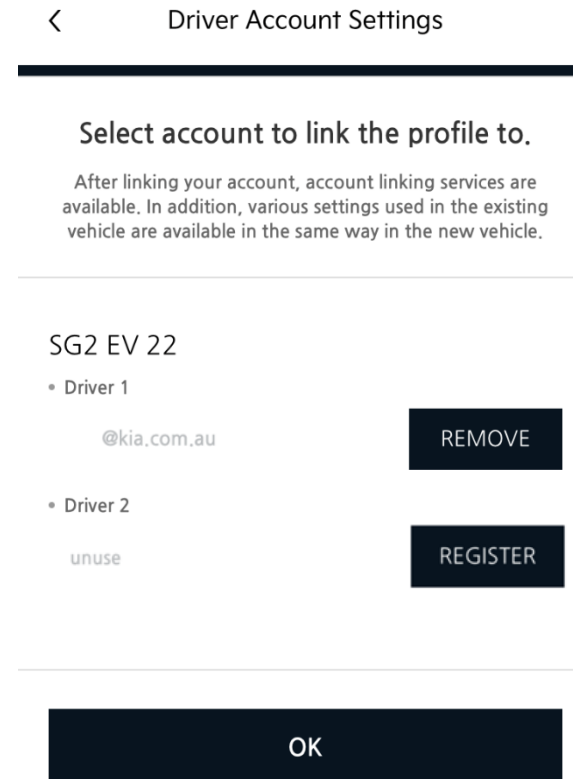 Driver Account Settings
Select account to link the profile to.
After linking your account, account linking services are
available. In addition, various settings used in the existing
vehicle are available in the same way in the new vehicle.
SG2 EV 22
• Driver 1
@kia.com.au
REMOVE
• Driver 2
unuse
REGISTER
OK